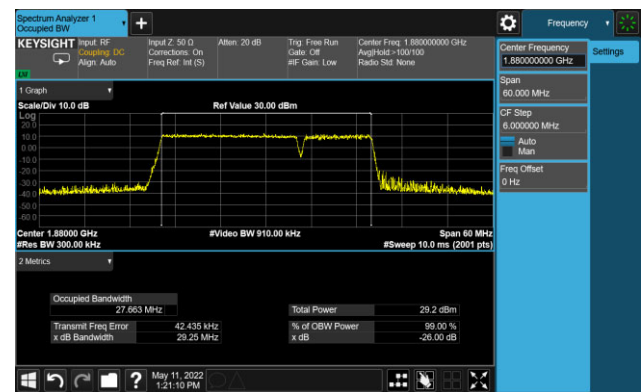 Spectrum Analyzer 1
Occupied BW
Frequency
KEYSIGHT
Input: RF
Coupling: DC
Align: Auto
Input Z: 50 Ω
Corrections: On
Freq Ref: Int (S)
Atten: 20 dB
Trig: Free Run
Gate: Off
#IF Gain: Low
Center Freq: 1.880000000 GHz
Avg|Hold:>100/100
Radio Std: None
Center Frequency
1.880000000 GHz
Settings
Span
60.000 MHz
CF Step
6.000000 MHz
Auto
Man
Freq Offset
0 Hz
1 Graph
Scale/Div 10.0 dB
Ref Value 30.00 dBm
Log
20.0
10.0
0.00
-10.0
-20.0
-30.0
-40.0
-50.0
-60.0
Center 1.88000 GHz
#Video BW 910.00 kHz
Span 60 MHz
#Res BW 300.00 kHz
#Sweep 10.0 ms (2001 pts)
2 Metrics
Occupied Bandwidth
27.663 MHz
Total Power
29.2 dBm
Transmit Freq Error
42.435 kHz
% of OBW Power
99.00 %
x dB Bandwidth
29.25 MHz
x dB
-26.00 dB
?
May 11, 2022
1:21:10 PM